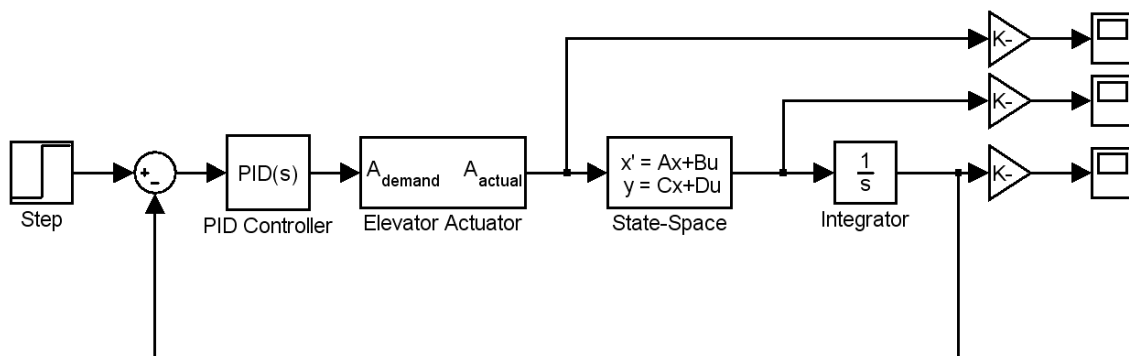 K-
K-
K-
+
−
PID(s)
A_demand A_actual
x' = Ax+Bu
y = Cx+Du
1
s
Step
PID Controller
Elevator Actuator
State-Space
Integrator